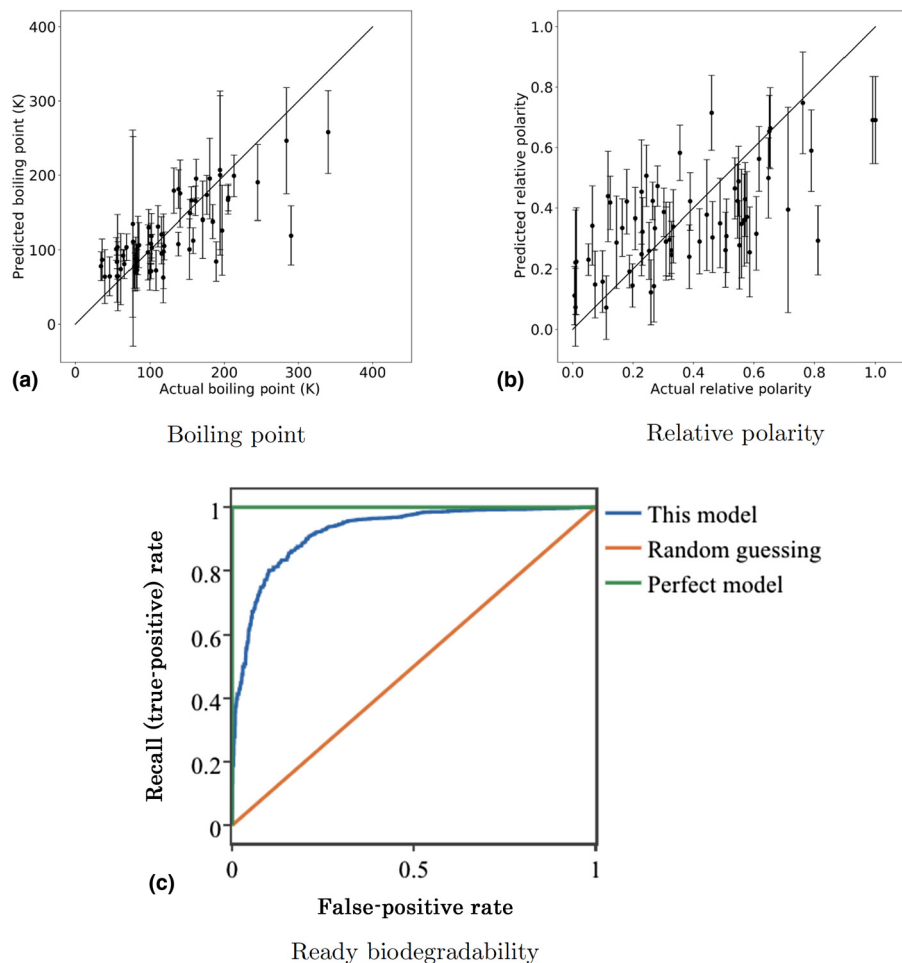 400
300
200
100
0
Predicted boiling point (K)
0 100 200 300 400
Actual boiling point (K)
(a)
Boiling point
1.0
0.8
0.6
0.4
0.2
0.0
Predicted relative polarity
0.0 0.2 0.4 0.6 0.8 1.0
Actual relative polarity
(b)
Relative polarity
1
0.8
0.6
0.4
0.2
0
Recall (true-positive) rate
0 0.5 1
False-positive rate
This model
Random guessing
Perfect model
(c)
Ready biodegradability